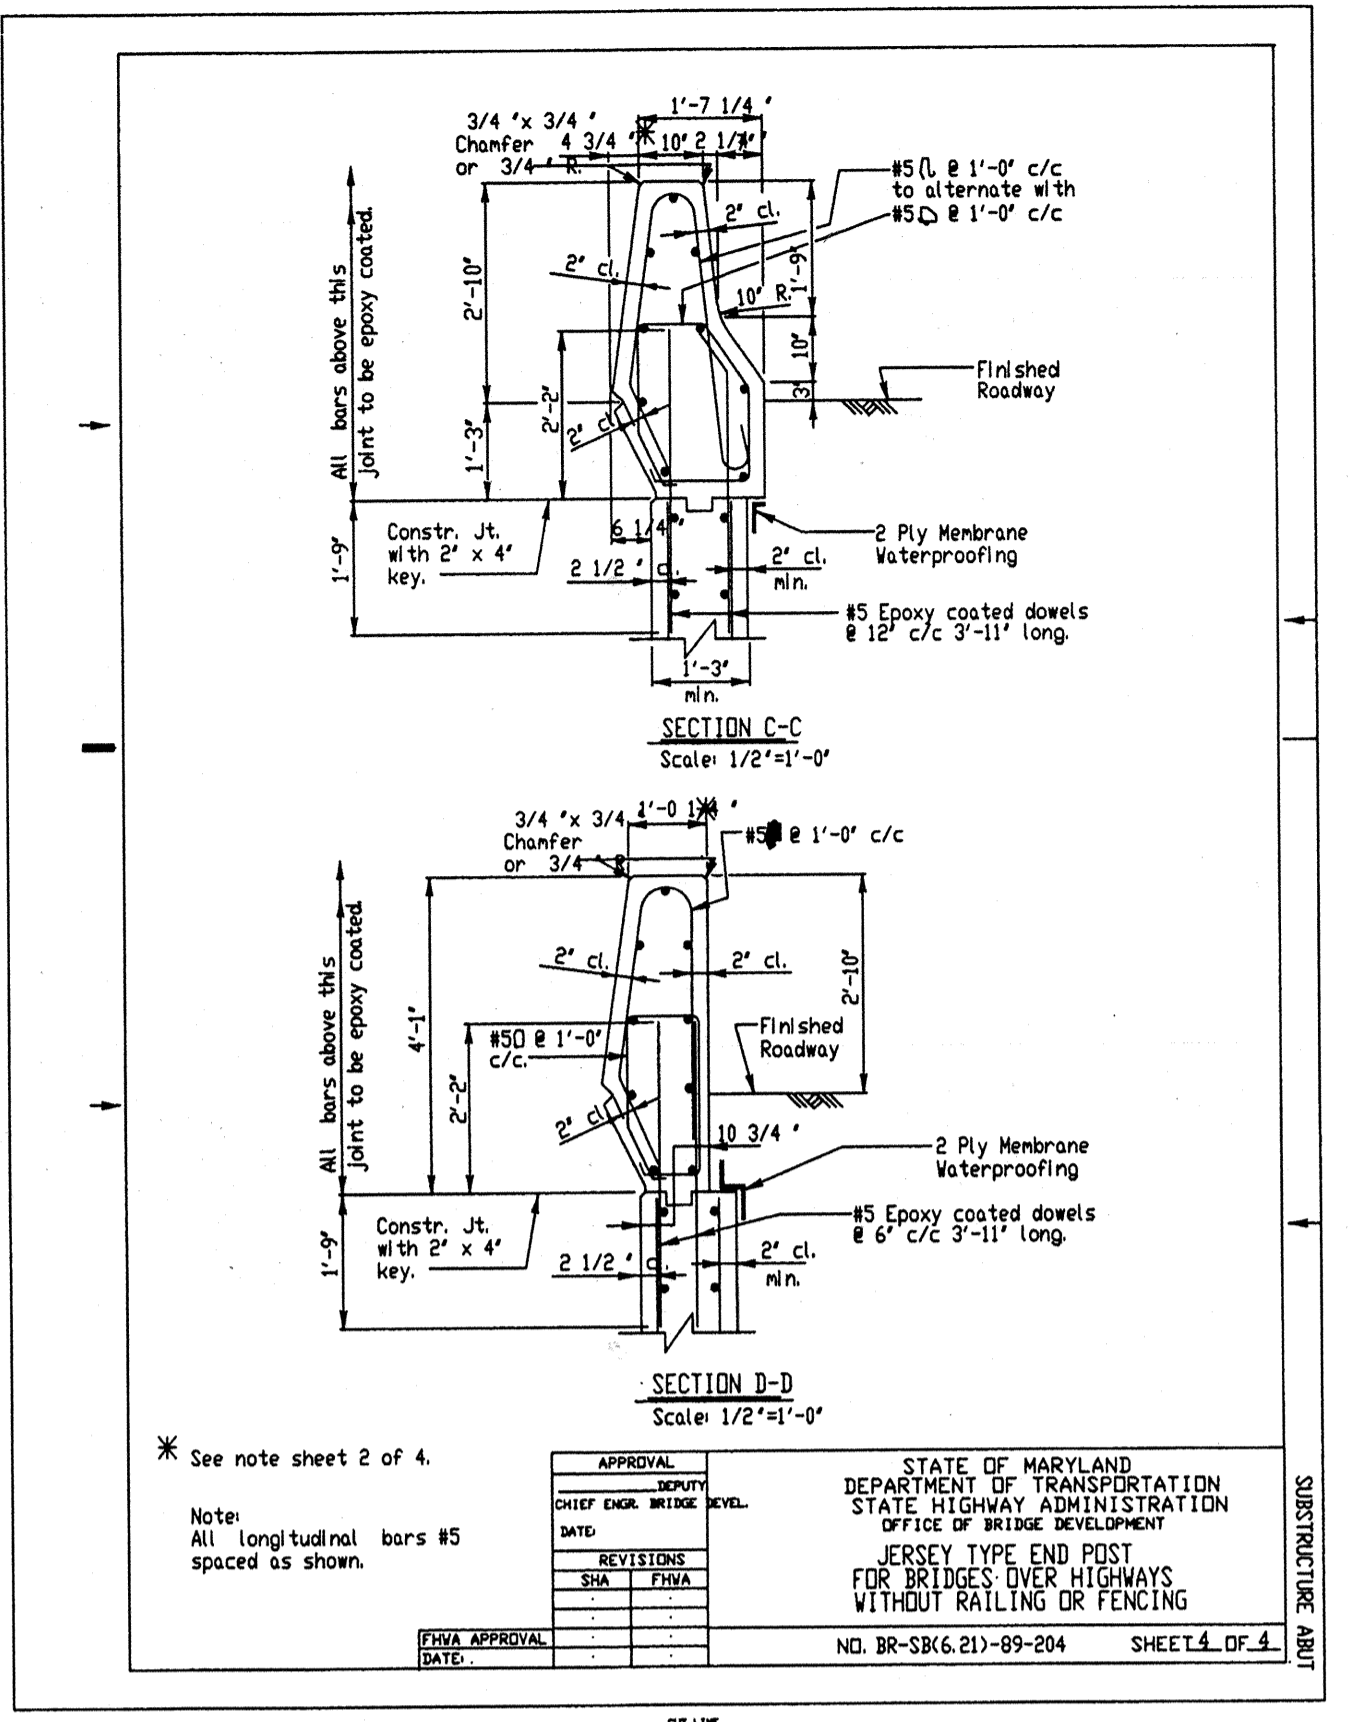 1'-7 1/4 "
3/4 "x 3/4 "
Chamfer
or 3/4 " R.
4 3/4 "
10" 2 1/4"
#5 @ 1'-0" c/c
to alternate with
#5 @ 1'-0" c/c
2" cl.
2" cl.
10" R.
1'-9"
10"
3"
2'-10"
2'-2"
1'-3"
2" cl
All bars above this
joint to be epoxy coated.
Finished
Roadway
1'-9"
Constr. Jt.
with 2" x 4"
key.
6 1/4 "
2 1/2 " cl.
2" cl.
min.
2 Ply Membrane
Waterproofing
#5 Epoxy coated dowels
@ 12" c/c 3'-11" long.
1'-3"
min.
SECTION C-C
Scale: 1/2"=1'-0"
1'-0 1/4 "
3/4 "x 3/4
Chamfer
or 3/4 " R
#5 @ 1'-0" c/c
2" cl.
2" cl.
2'-10"
All bars above this
joint to be epoxy coated.
4'-1"
2'-2"
#5 @ 1'-0"
c/c.
Finished
Roadway
2" cl
10 3/4 "
2 Ply Membrane
Waterproofing
1'-9"
Constr. Jt.
with 2" x 4"
key.
2 1/2 " c.
2" cl.
min.
#5 Epoxy coated dowels
@ 6" c/c 3'-11" long.
SECTION D-D
Scale: 1/2"=1'-0"
See note sheet 2 of 4.
Note:
All longitudinal bars #5
spaced as shown.
APPROVAL
DEPUTY
CHIEF ENGR. BRIDGE DEVEL.
DATE:
REVISIONS
SHA FHWA
FHWA APPROVAL
DATE:
STATE OF MARYLAND
DEPARTMENT OF TRANSPORTATION
STATE HIGHWAY ADMINISTRATION
OFFICE OF BRIDGE DEVELOPMENT
JERSEY TYPE END POST
FOR BRIDGES OVER HIGHWAYS
WITHOUT RAILING OR FENCING
NO. BR-SB(6.21)-89-204 SHEET 4 OF 4
SUBSTRUCTURE ABUT